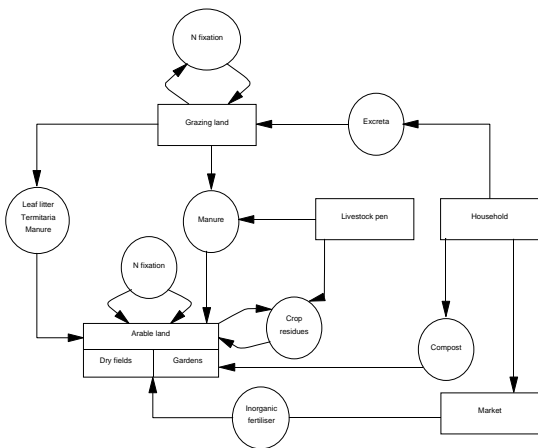 N fixation
Grazing land
Excreta
Leaf litter
Termitaria
Manure
Manure
Livestock pen
Household
N fixation
Arable land
Dry fields
Gardens
Crop
residues
Compost
Inorganic
fertiliser
Market